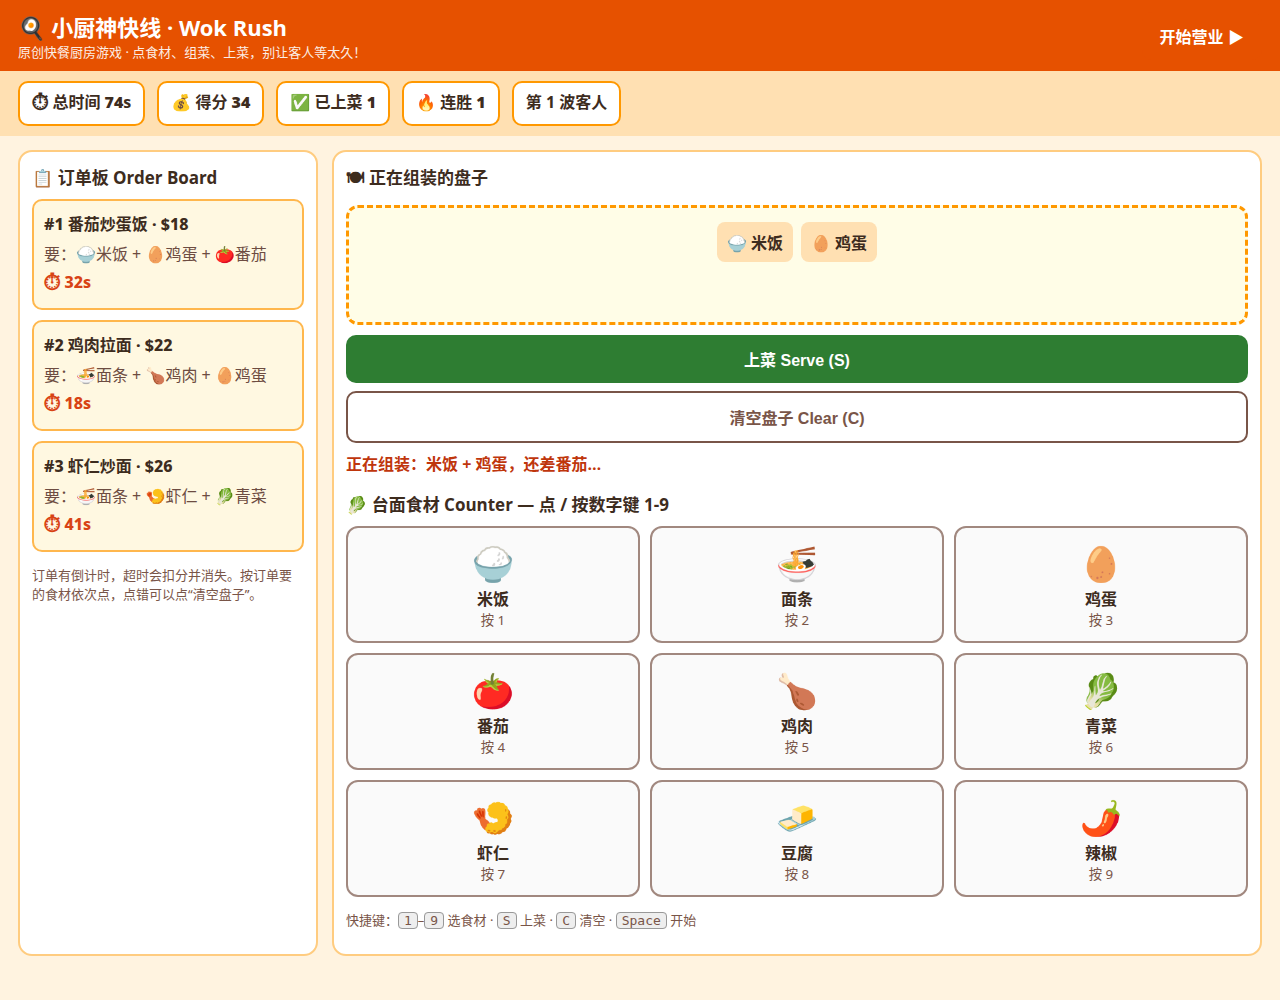 小厨神快线 · Wok Rush
原创快餐厨房游戏 · 点食材、组菜、上菜，别让客人等太久！
开始营业 ▶
总时间 74s
得分 34
已上菜 1
连胜 1
第 1 波客人
订单板 Order Board
#1 番茄炒蛋饭 · $18
要：🍚米饭 + 🥚鸡蛋 + 🍅番茄
⏱ 32s
#2 鸡肉拉面 · $22
要：🍜面条 + 🍗鸡肉 + 🥚鸡蛋
⏱ 18s
#3 虾仁炒面 · $26
要：🍜面条 + 🍤虾仁 + 🥬青菜
⏱ 41s
订单有倒计时，超时会扣分并消失。按订单要
的食材依次点，点错可以点“清空盘子”。
正在组装的盘子
米饭
鸡蛋
上菜 Serve (S)
清空盘子 Clear (C)
正在组装：米饭 + 鸡蛋，还差番茄...
台面食材 Counter — 点 / 按数字键 1-9
米饭
按 1
面条
按 2
鸡蛋
按 3
番茄
按 4
鸡肉
按 5
青菜
按 6
虾仁
按 7
豆腐
按 8
辣椒
按 9
快捷键：1–9 选食材 · S 上菜 · C 清空 · Space 开始